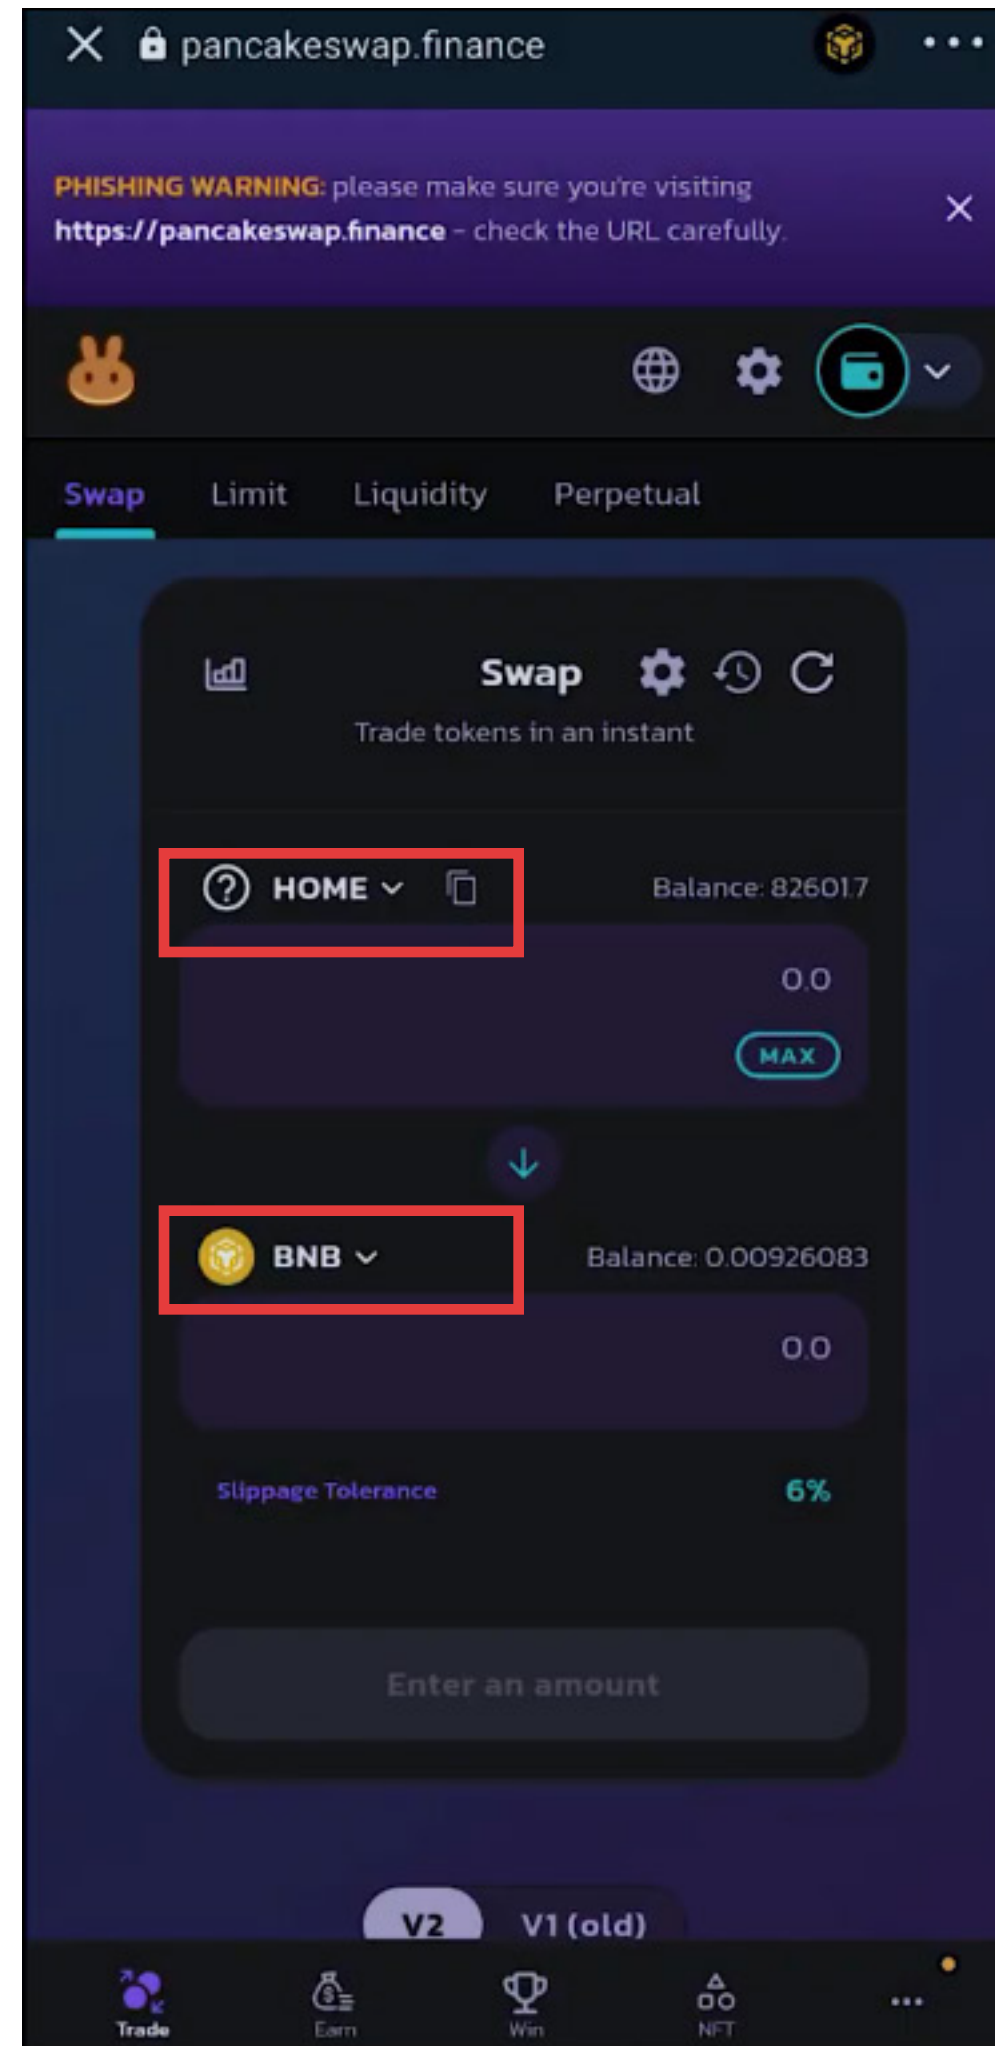 pancakeswap.finance
PHISHING WARNING: please make sure you're visiting
https://pancakeswap.finance - check the URL carefully.
Swap Limit Liquidity Perpetual
Swap
Trade tokens in an instant
HOME Balance: 82601.7
0.0
MAX
BNB Balance: 0.00926083
0.0
Slippage Tolerance 6%
Enter an amount
V2 V1 (old)
Trade Earn Win NFT